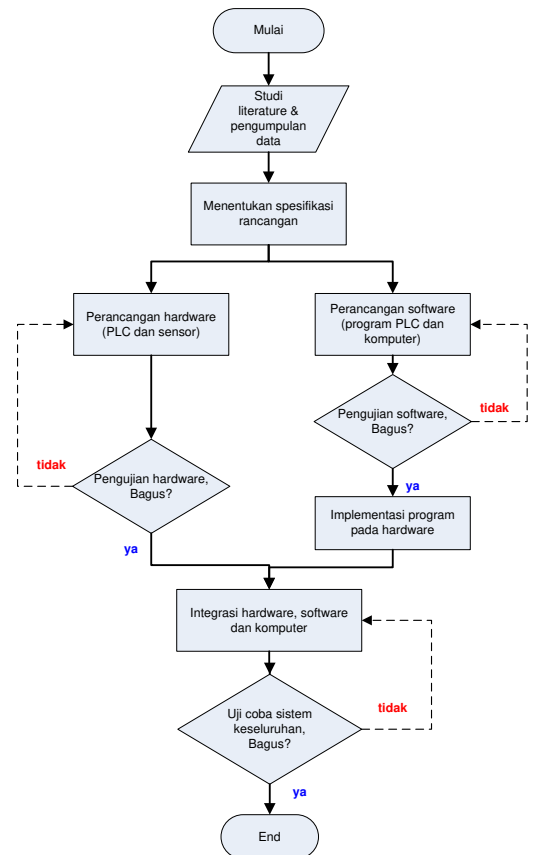 Mulai
Studi
literature &
pengumpulan
data
Menentukan spesifikasi
rancangan
Perancangan hardware
(PLC dan sensor)
Perancangan software
(program PLC dan
komputer)
Pengujian software,
Bagus?
tidak
ya
Pengujian hardware,
Bagus?
tidak
ya
Implementasi program
pada hardware
Integrasi hardware, software
dan komputer
Uji coba sistem
keseluruhan,
Bagus?
tidak
ya
End